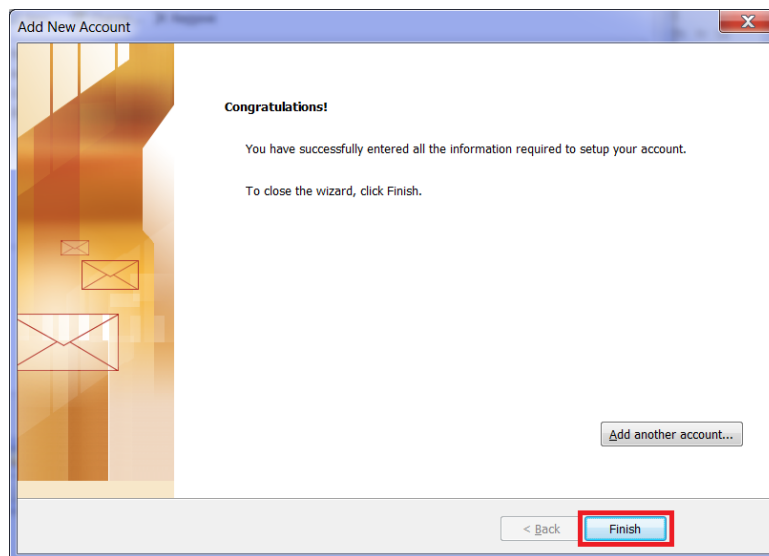 Add New Account
X
Congratulations!
You have successfully entered all the information required to setup your account.
To close the wizard, click Finish.
Add another account...
< Back Finish